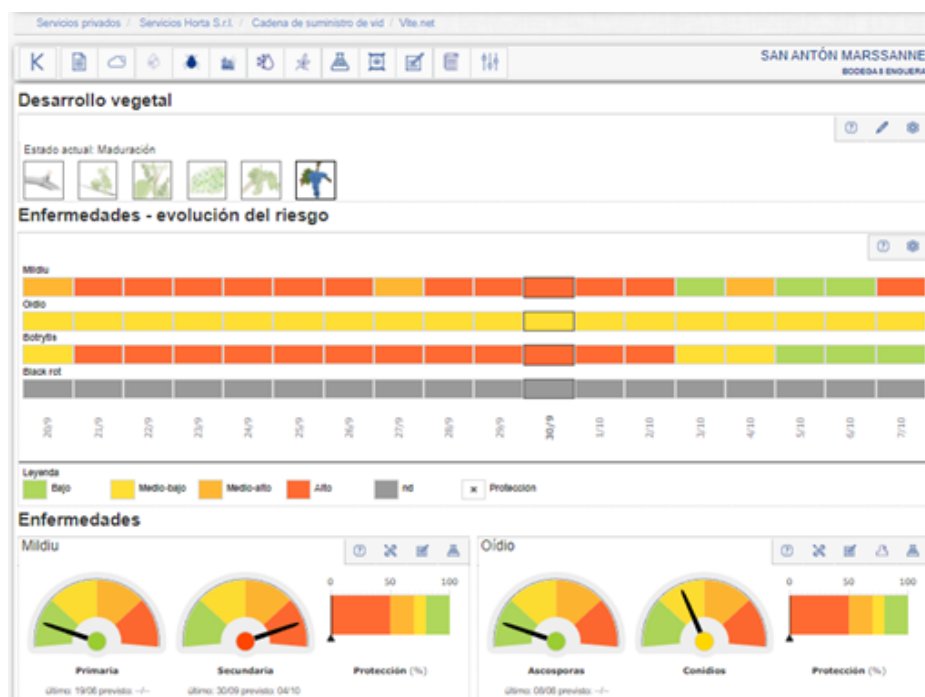 Servicios privados / Servicios Horta S.r.l. / Cadena de suministro de vid / Vite.net
SAN ANTÓN MARSSANNE
Desarrollo vegetal
Estado actual: Maduración
Enfermedades - evolución del riesgo
Mildiu
Oídio
Botrytis
Black rot
20/9 21/9 22/9 23/9 24/9 25/9 26/9 27/9 28/9 29/9 30/9 1/10 2/10 3/10 4/10 5/10 6/10 7/10
Leyenda
Bajo Medio-bajo Medio-alto Alto nd x Protección
Enfermedades
Mildiu Oídio
0 50 100 0 50 100
Primaria Secundaria Protección (%) Ascosporas Conidios Protección (%)
último: 19/06 previsto: --/-- último: 30/09 previsto: 04/10 último: 08/06 previsto: --/--